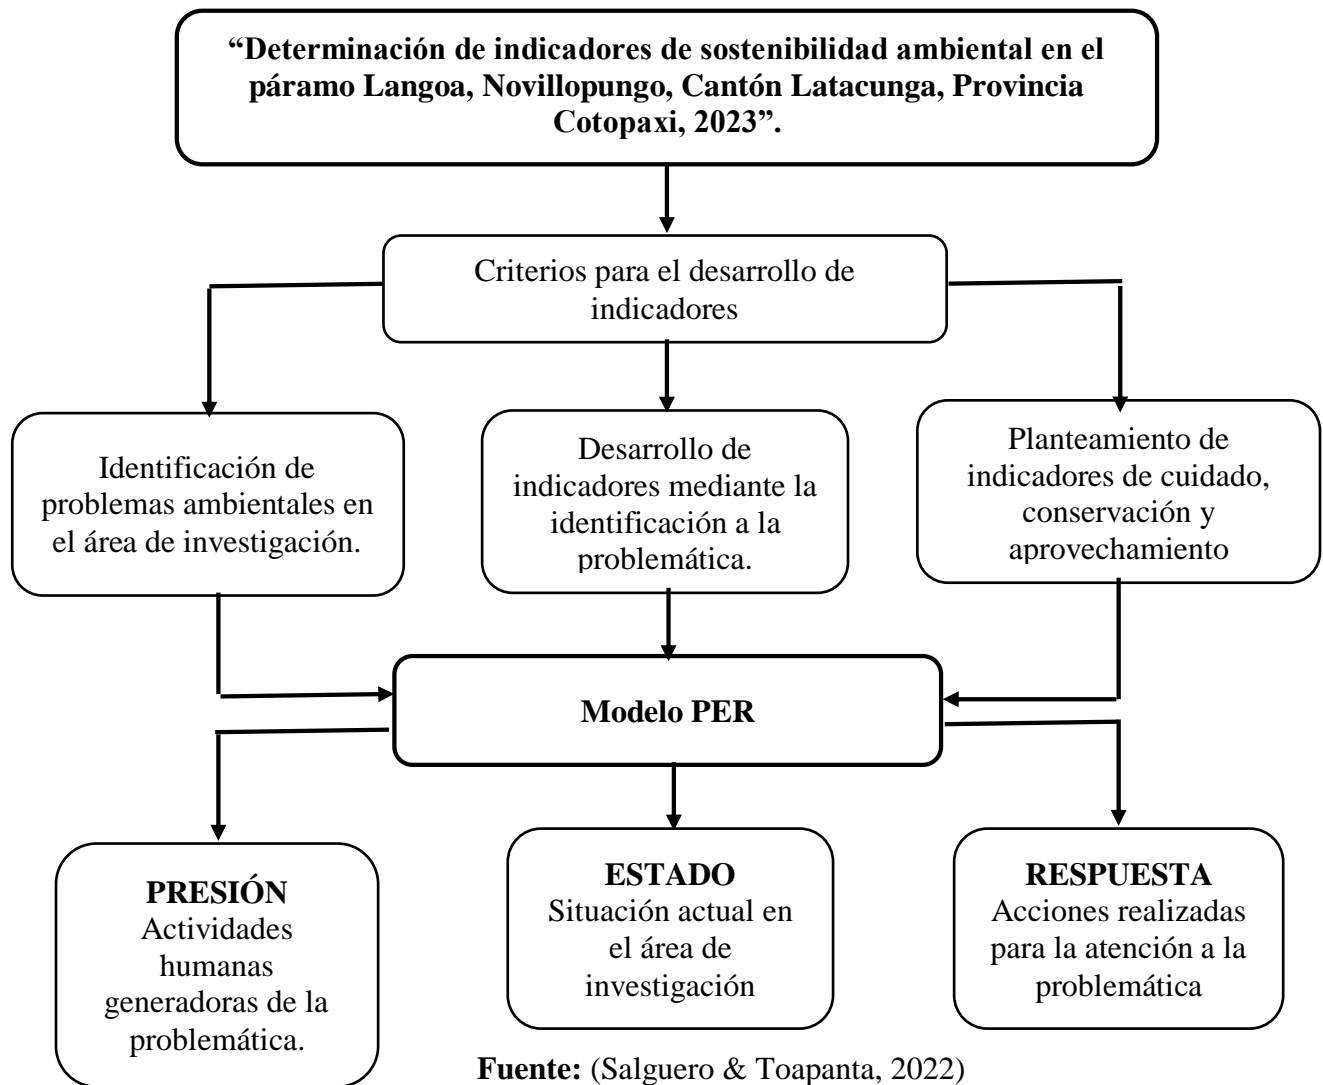 “Determinación de indicadores de sostenibilidad ambiental en el
páramo Langoa, Novillopungo, Cantón Latacunga, Provincia
Cotopaxi, 2023”.
Criterios para el desarrollo de
indicadores
Identificación de
problemas ambientales en
el área de investigación.
Desarrollo de
indicadores mediante la
identificación a la
problemática.
Planteamiento de
indicadores de cuidado,
conservación y
aprovechamiento
Modelo PER
PRESIÓN
Actividades
humanas
generadoras de la
problemática.
ESTADO
Situación actual en
el área de
investigación
RESPUESTA
Acciones realizadas
para la atención a la
problemática
Fuente: (Salguero & Toapanta, 2022)